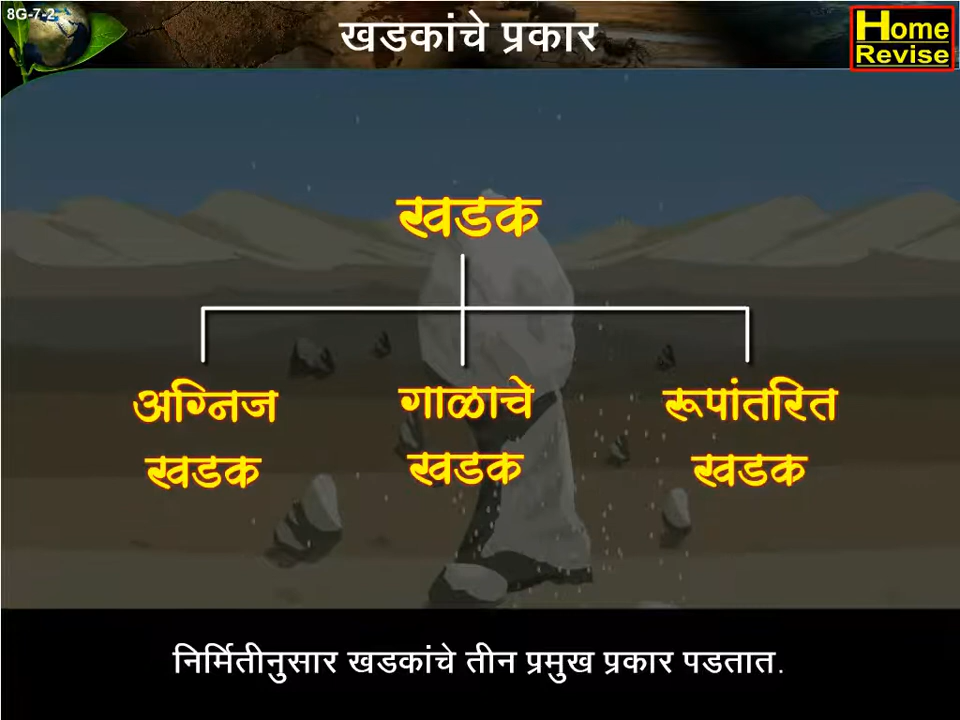 8G-7-2
खडकांचे प्रकार
Home
Revise
खडक
अग्निज
खडक
गाळाचे
खडक
रूपांतरित
खडक
निर्मितीनुसार खडकांचे तीन प्रमुख प्रकार पडतात.